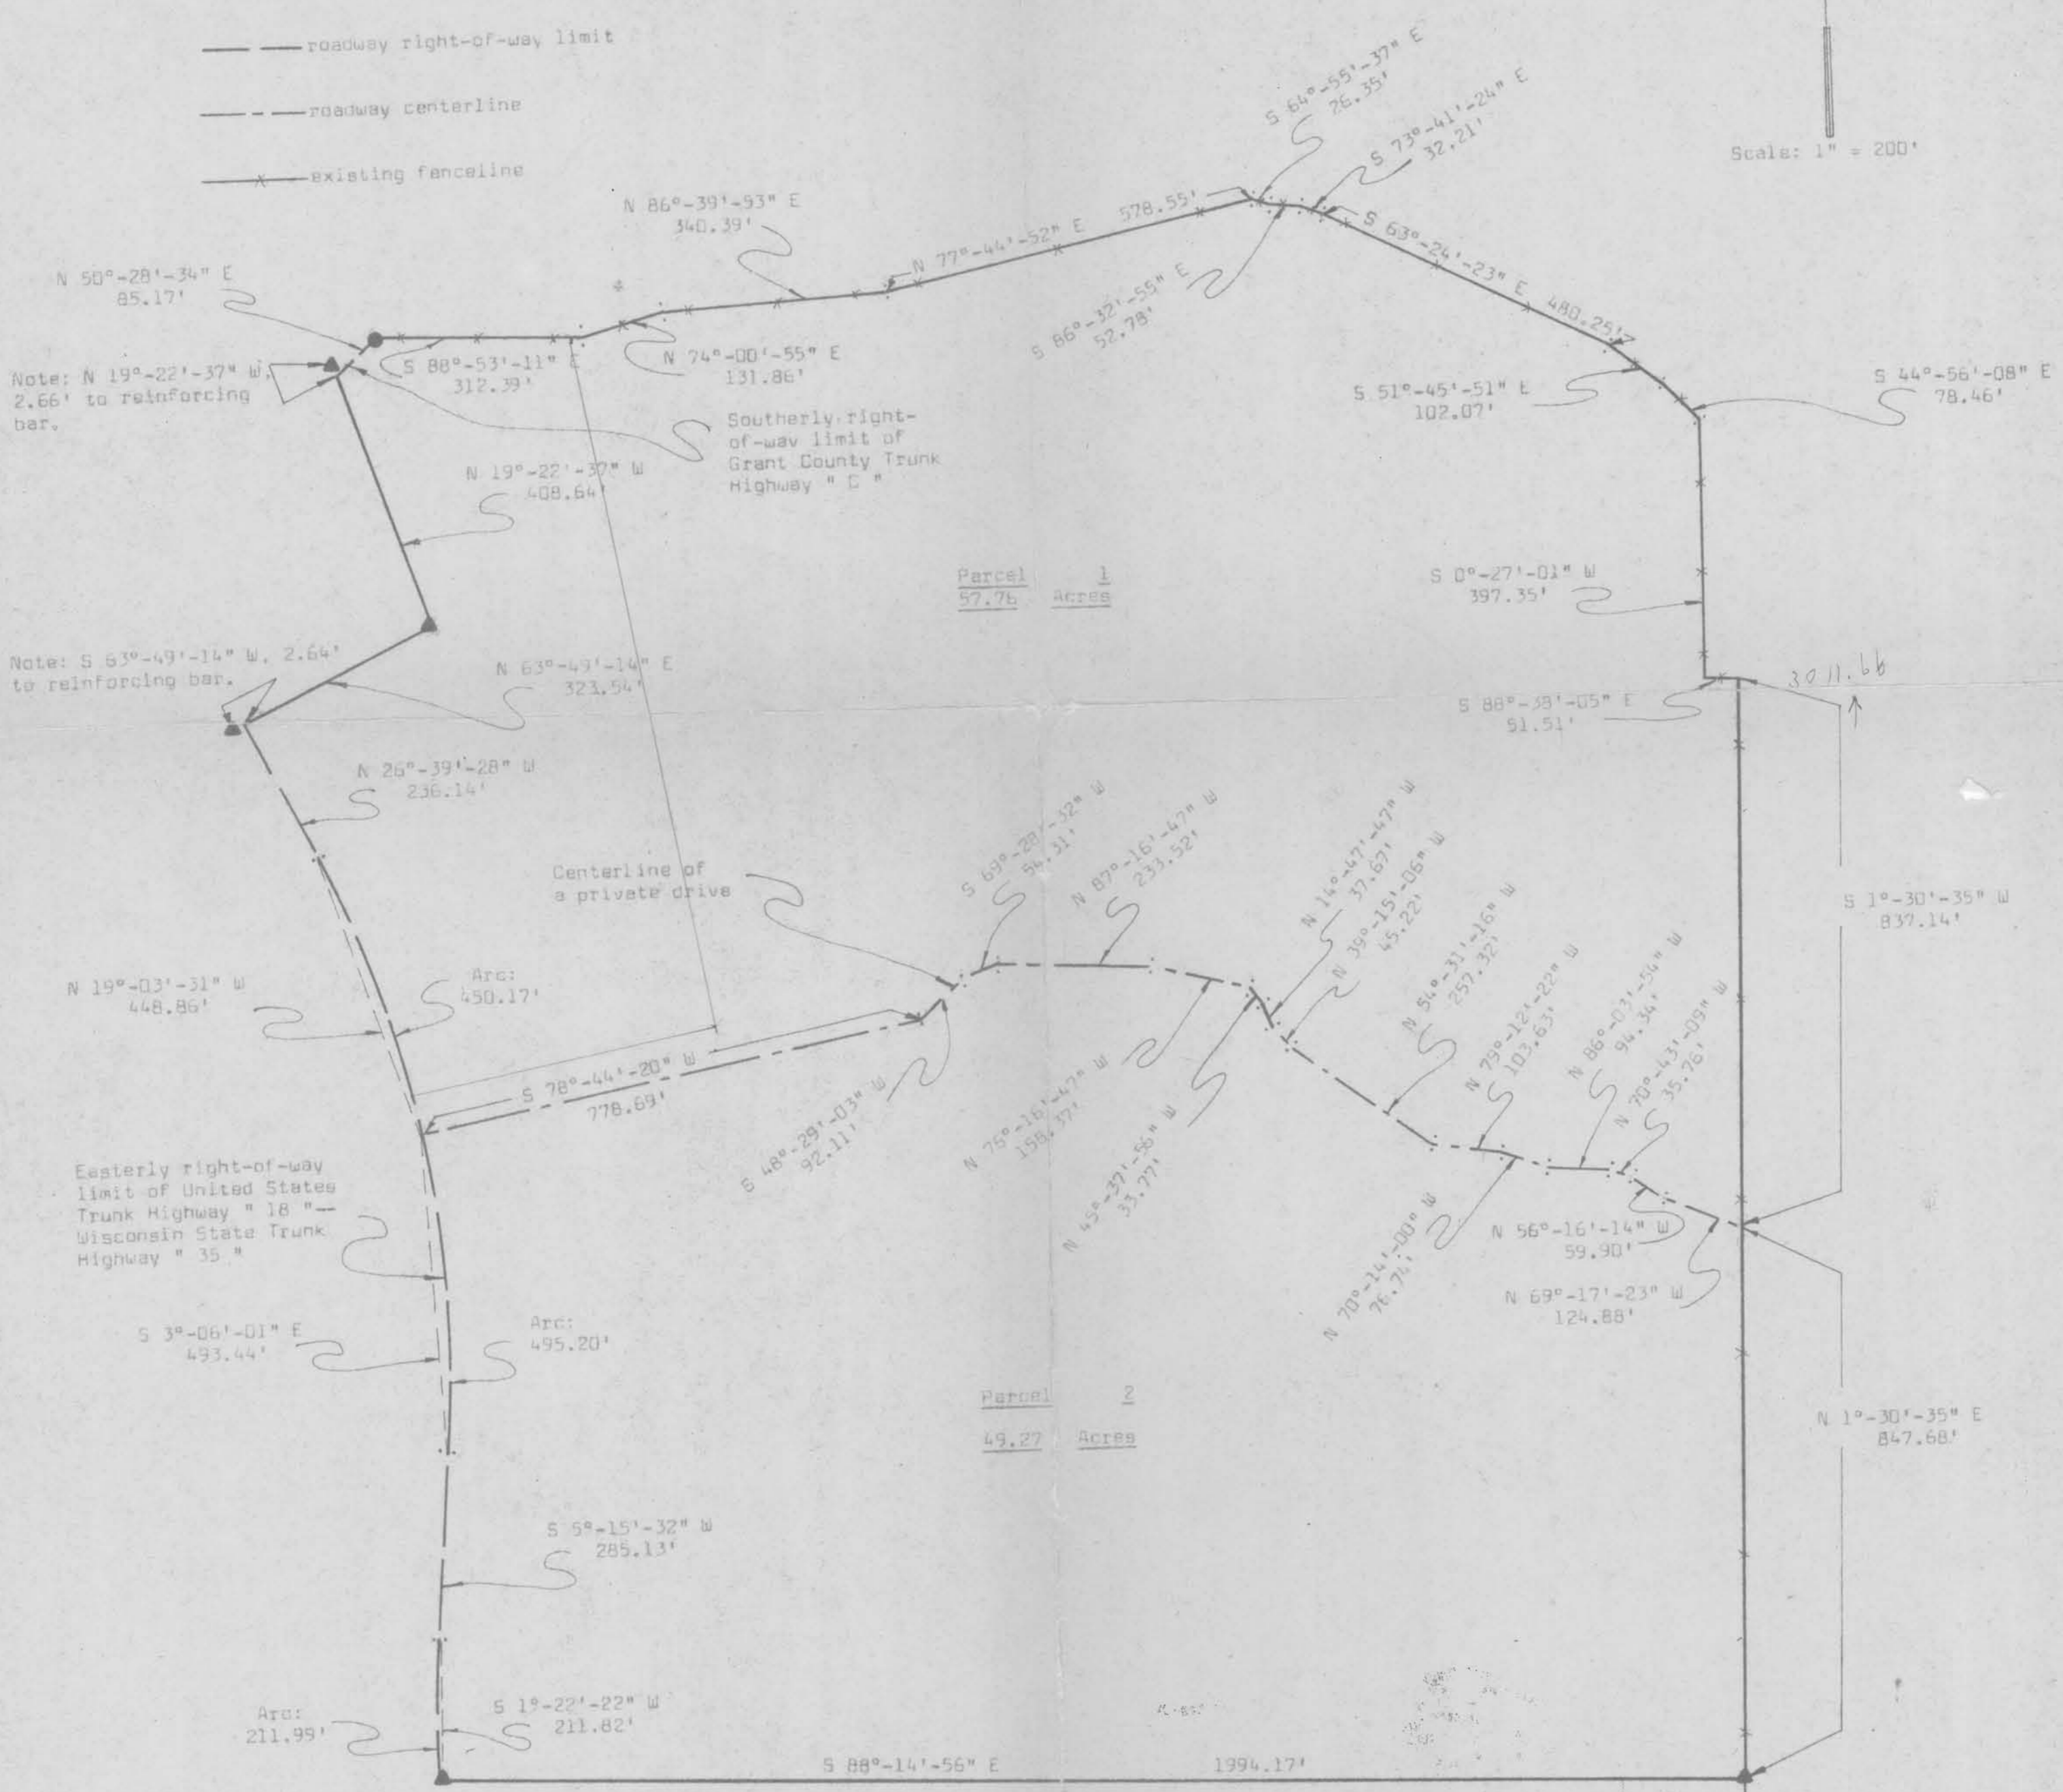 roadway right-of-way limit
roadway centerline
existing fenceline
Scale: 1" = 200'
S 64°-55'-37" E
26.35'
S 73°-41'-24" E
32.21'
N 86°-39'-93" E
340.39'
N 77°-44'-52" E 578.55'
S 63°-24'-23" E 480.25'
N 50°-28'-34" E
85.17'
S 86°-32'-55" E
52.78'
Note: N 19°-22'-37" W,
2.66' to reinforcing
bar.
S 88°-53'-11" E
312.39'
N 74°-00'-55" E
131.86'
S 51°-45'-51" E
102.07'
S 44°-56'-08" E
78.46'
Southerly right-
of-way limit of
Grant County Trunk
Highway "
N 19°-22'-37" W
408.64'
Parcel 1
57.76 Acres
S 0°-27'-01" W
397.35'
Note: S 63°-49'-14" W, 2.64'
to reinforcing bar.
N 63°-49'-14" E
323.54'
3011.66
S 88°-38'-05" E
51.51'
N 26°-39'-28" W
236.14'
Centerline of
a private drive
S 69°-28'-32" W
54.31'
N 87°-16'-47" W
233.52'
N 14°-47'-47" W
37.67'
N 39°-15'-06" W
45.22'
N 54°-31'-16" W
257.32'
N 79°-12'-22" W
103.63'
N 86°-03'-54" W
94.34'
N 70°-43'-09" W
35.76'
S 1°-30'-35" W
837.14'
N 19°-03'-31" W
448.86'
Arc:
450.17'
S 78°-44'-20" W
778.69'
S 48°-29'-03" W
92.11'
N 76°-16'-47" W
158.37'
N 45°-37'-56" W
33.77'
N 70°-14'-00" W
76.74'
N 56°-16'-14" W
59.90'
N 69°-17'-23" W
124.88'
Easterly right-of-way
limit of United States
Trunk Highway " 18 "—
Wisconsin State Trunk
Highway " 35 "
S 3°-06'-01" E
493.44'
Arc:
495.20'
Parcel 2
49.27 Acres
N 1°-30'-35" E
847.68'
S 5°-15'-32" W
285.13'
Arc:
211.99'
S 1°-22'-22" W
211.82'
S 88°-14'-56" E 1994.17'